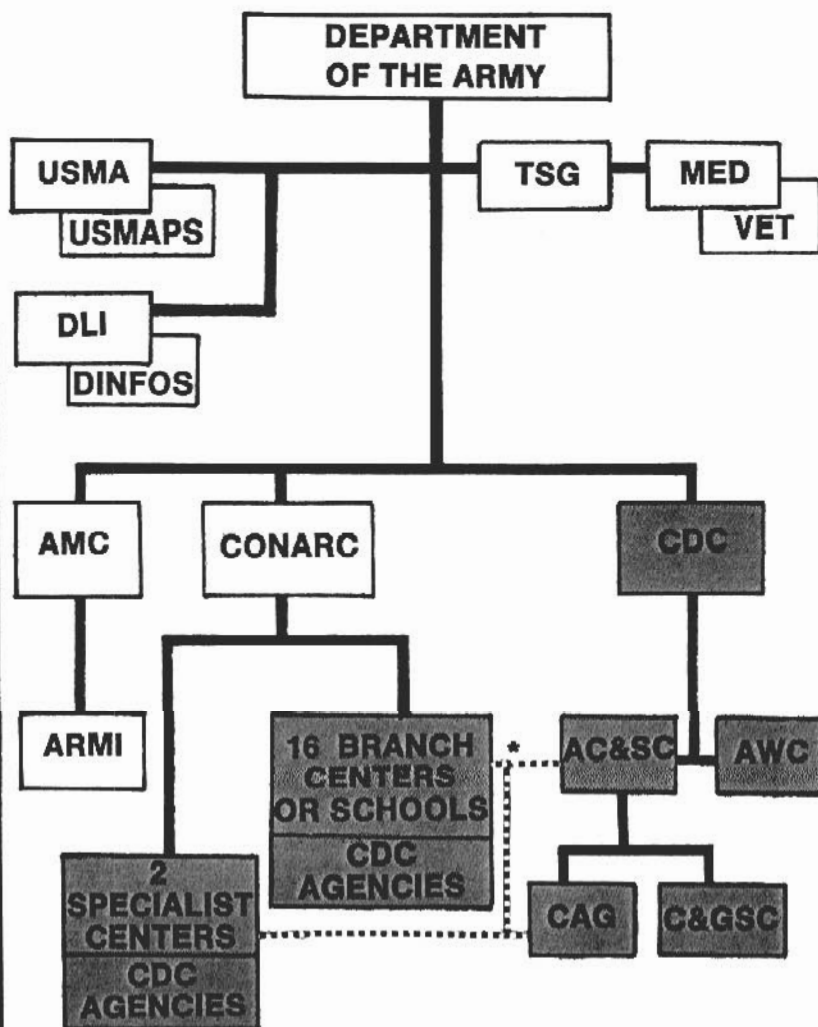 DEPARTMENT
OF THE ARMY
USMA
USMAPS
TSG
MED
VET
DLI
DINFOS
AMC
CONARC
CDC
ARMI
16 BRANCH
CENTERS
OR SCHOOLS
CDC
AGENCIES
*
AC&SC
AWC
2
SPECIALIST
CENTERS
CDC
AGENCIES
CAG
C&GSC